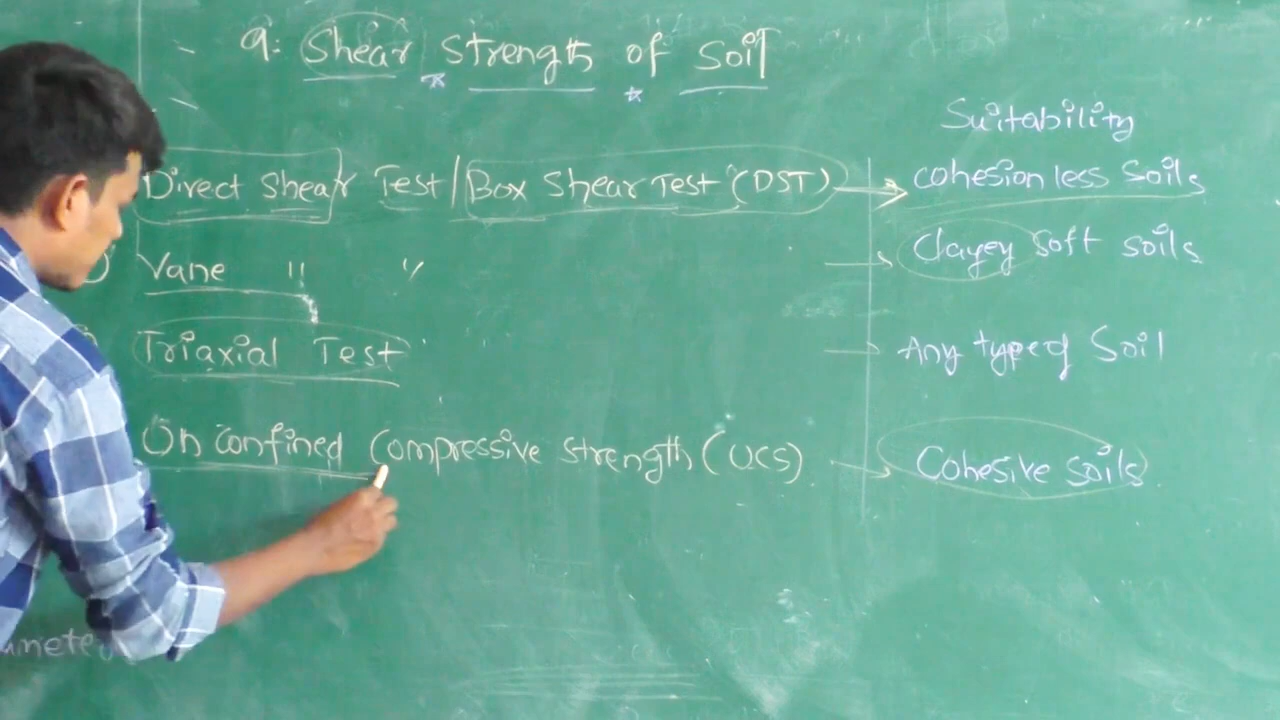 9: Shear Strength of Soil
Suitability
Direct Shear Test/Box Shear Test (DST) → cohesionless Soils
Vane " " → Clayey soft soils
Triaxial Test → Any type of Soil
Un confined Compressive Strength (UCS) → Cohesive soils